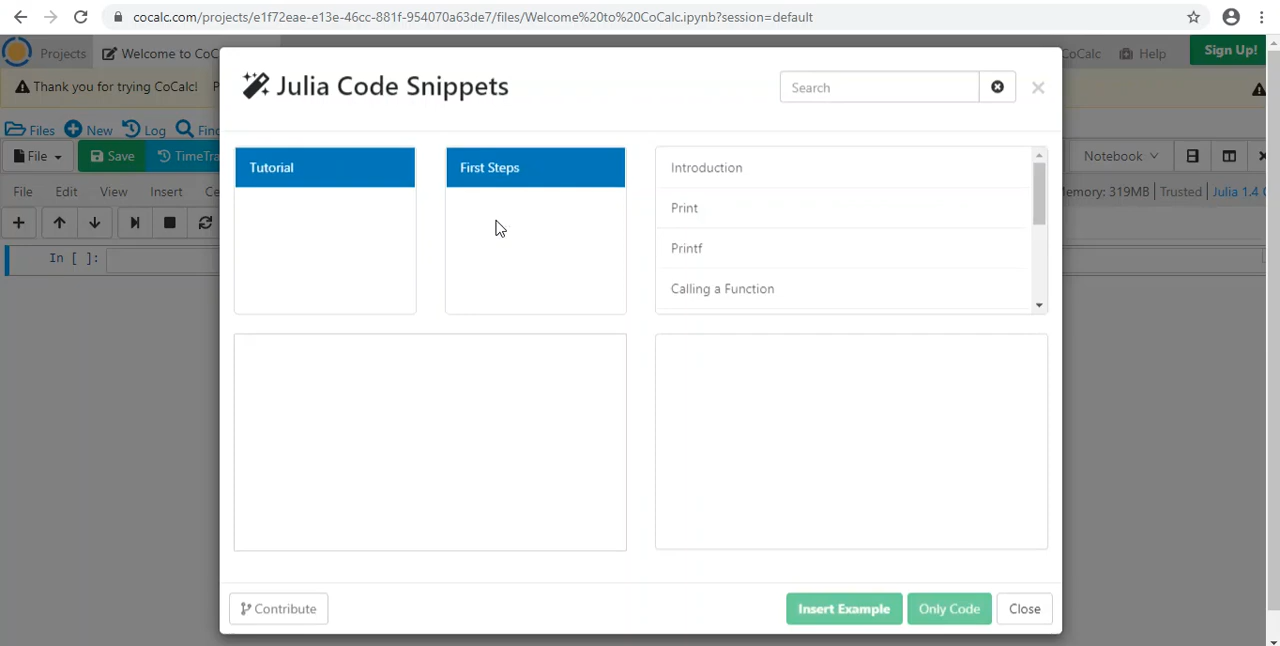 cocalc.com/projects/e1f72eae-e13e-46cc-881f-954070a63de7/files/Welcome%20to%20CoCalc.ipynb?session=default
Projects Welcome to CoC CoCalc Help Sign Up!
Thank you for trying CoCalc! P
Files New Log Find
File Save TimeTra Notebook
File Edit View Insert Ce Memory: 319MB Trusted Julia 1.4
In [ ]:
Julia Code Snippets
Search
Tutorial
First Steps
Introduction
Print
Printf
Calling a Function
Contribute
Insert Example Only Code Close